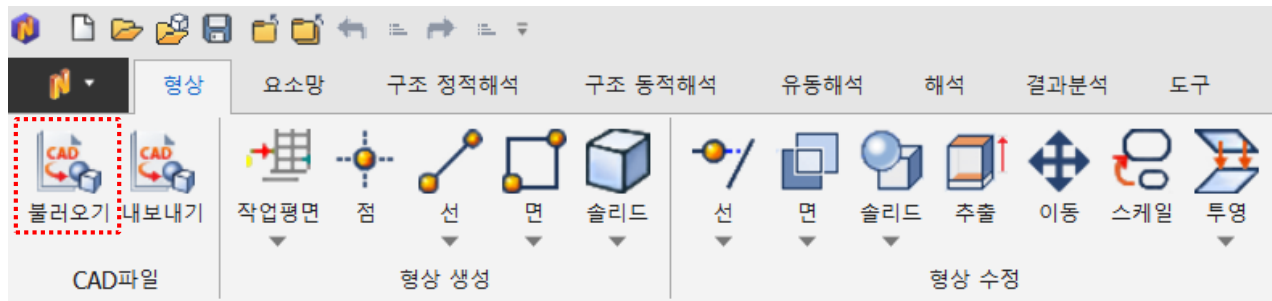 형상 요소망 구조 정적해석 구조 동적해석 유동해석 해석 결과분석 도구
CAD CAD
불러오기 내보내기 작업평면 점 선 면 솔리드 선 면 솔리드 추출 이동 스케일 투영
CAD파일 형상 생성 형상 수정